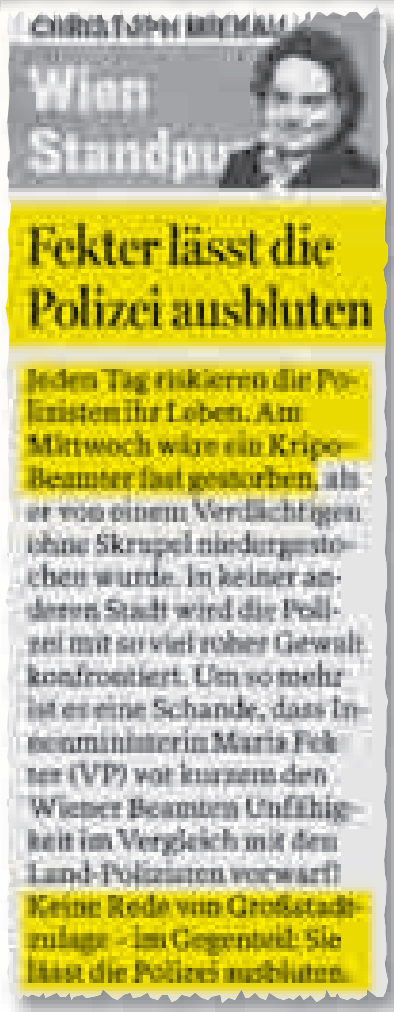 Wien
Standpu
Fekter lässt die
Polizei ausbluten
Jeden Tag riskieren die Po-
lizisten ihr Leben. Am
Mittwoch wäre ein Kripo-
Beamter fast gestorben, als
er von einem Verdächtigen
ohne Skrupel niedergesto-
chen wurde. In keiner an-
deren Stadt wird die Poli-
zei mit so viel roher Gewalt
konfrontiert. Um so mehr
ist es eine Schande, dass In-
nenministerin Maria Fek-
ter (VP) vor kurzem den
Wiener Beamten Unfähig-
keit im Vergleich mit den
Land-Polizisten vorwarf!
Keine Rede von Großstadt-
zulage – im Gegenteil: Sie
lässt die Polizei ausbluten.